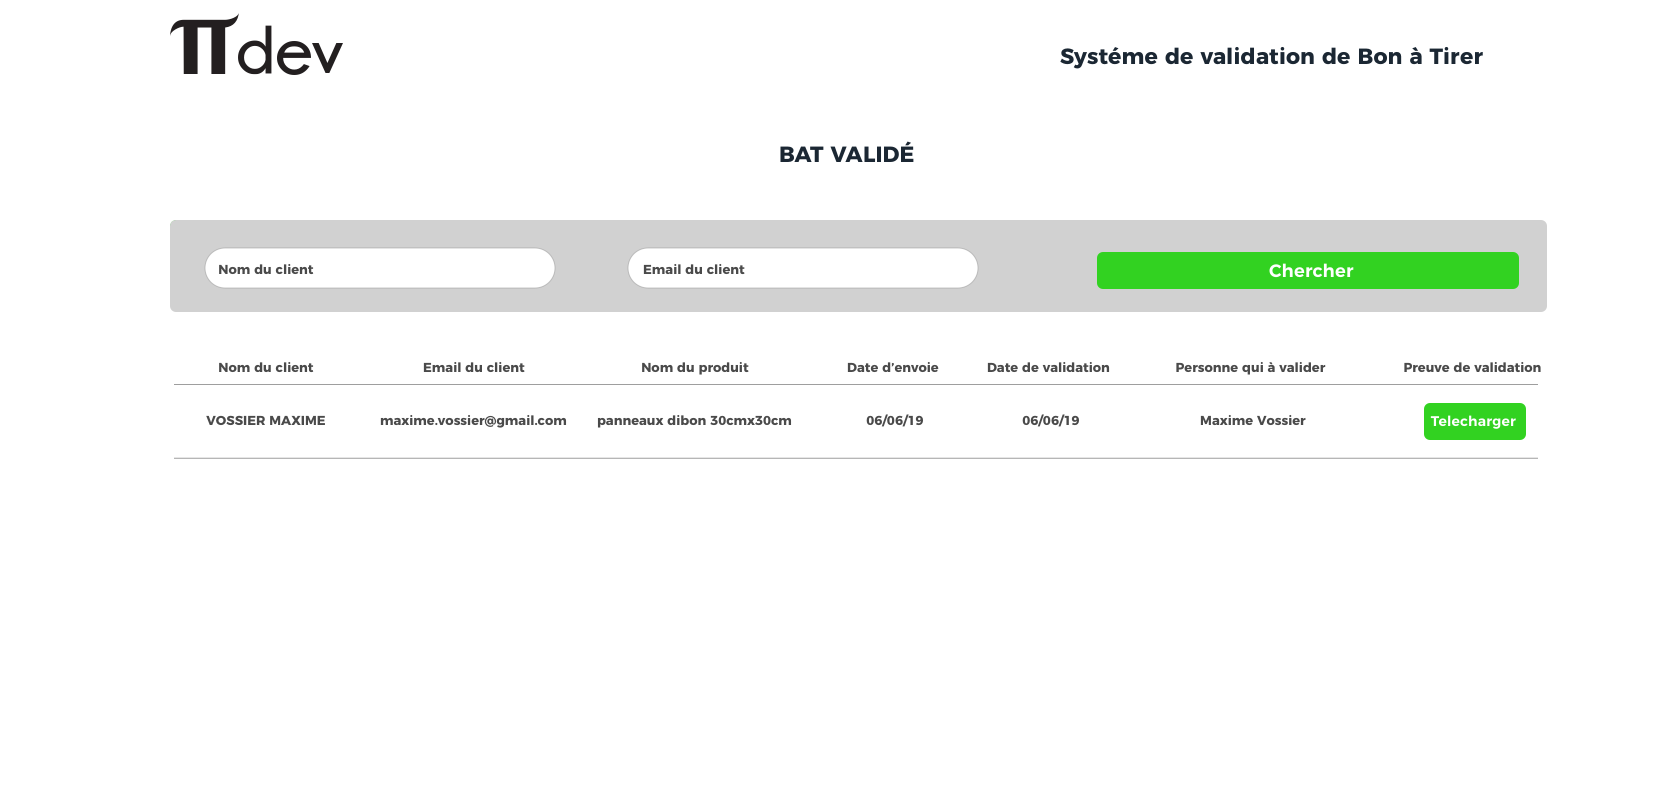 πdev
Systéme de validation de Bon à Tirer
BAT VALIDÉ
Nom du client Email du client Chercher
Nom du client Email du client Nom du produit Date d'envoie Date de validation Personne qui à valider Preuve de validation
VOSSIER MAXIME maxime.vossier@gmail.com panneaux dibon 30cmx30cm 06/06/19 06/06/19 Maxime Vossier Telecharger